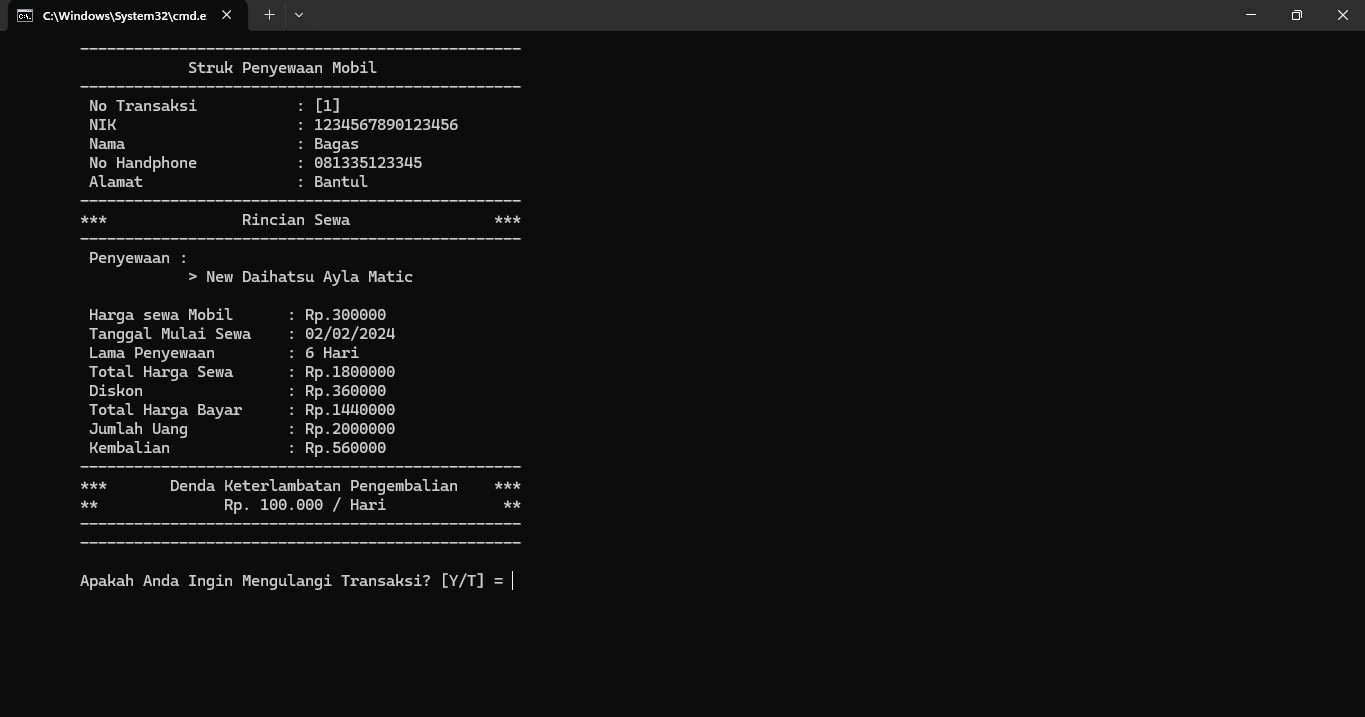 C:\Windows\System32\cmd.e
------------------------------------------------
Struk Penyewaan Mobil
------------------------------------------------
No Transaksi : [1]
NIK : 1234567890123456
Nama : Bagas
No Handphone : 081335123345
Alamat : Bantul
------------------------------------------------
*** Rincian Sewa ***
------------------------------------------------
Penyewaan :
> New Daihatsu Ayla Matic
Harga sewa Mobil : Rp.300000
Tanggal Mulai Sewa : 02/02/2024
Lama Penyewaan : 6 Hari
Total Harga Sewa : Rp.1800000
Diskon : Rp.360000
Total Harga Bayar : Rp.1440000
Jumlah Uang : Rp.2000000
Kembalian : Rp.560000
------------------------------------------------
*** Denda Keterlambatan Pengembalian ***
** Rp. 100.000 / Hari **
------------------------------------------------
------------------------------------------------
Apakah Anda Ingin Mengulangi Transaksi? [Y/T] =